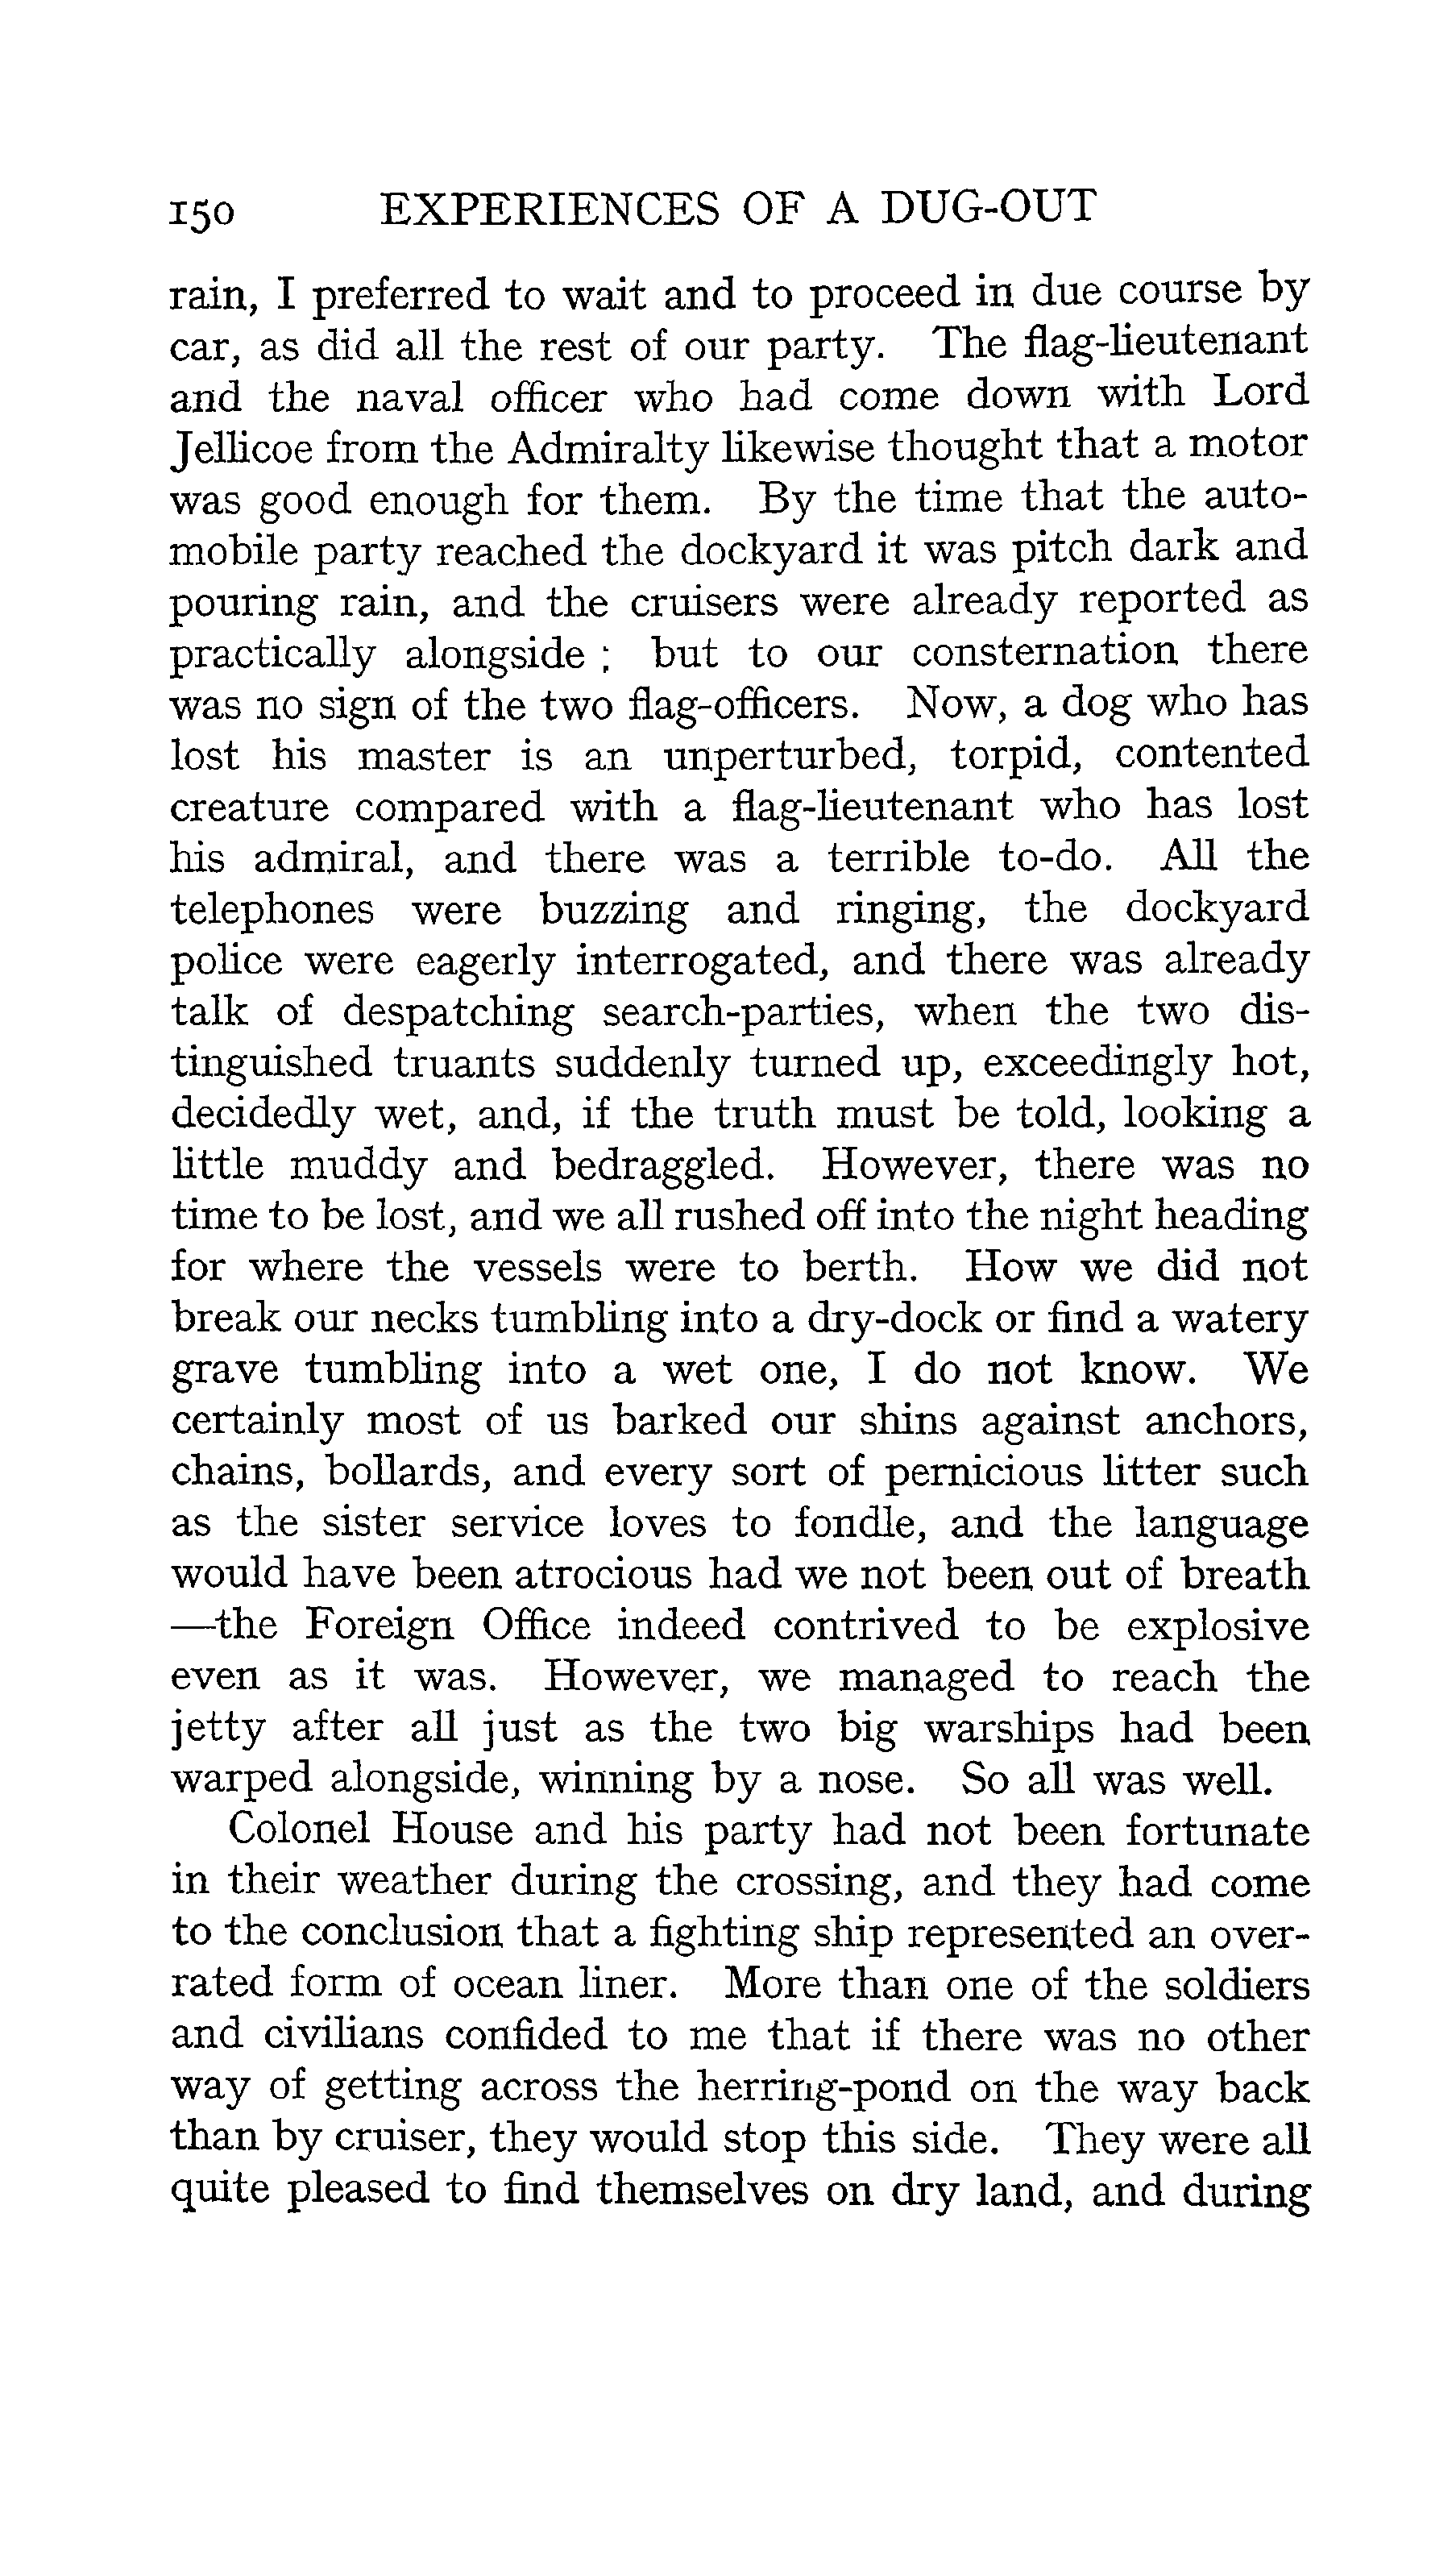 150 EXPERIENCES OF A DUG-OUT
rain, I preferred to wait and to proceed in due course by
car, as did all the rest of our party. The flag-lieutenant
and the naval officer who had come down with Lord
Jellicoe from the Admiralty likewise thought that a motor
was good enough for them. By the time that the auto-
mobile party reached the dockyard it was pitch dark and
pouring rain, and the cruisers were already reported as
practically alongside ; but to our consternation there
was no sign of the two flag-officers. Now, a dog who has
lost his master is an unperturbed, torpid, contented
creature compared with a flag-lieutenant who has lost
his admiral, and there was a terrible to-do. All the
telephones were buzzing and ringing, the dockyard
police were eagerly interrogated, and there was already
talk of despatching search-parties, when the two dis-
tinguished truants suddenly turned up, exceedingly hot,
decidedly wet, and, if the truth must be told, looking a
little muddy and bedraggled. However, there was no
time to be lost, and we all rushed off into the night heading
for where the vessels were to berth. How we did not
break our necks tumbling into a dry-dock or find a watery
grave tumbling into a wet one, I do not know. We
certainly most of us barked our shins against anchors,
chains, bollards, and every sort of pernicious litter such
as the sister service loves to fondle, and the language
would have been atrocious had we not been out of breath
—the Foreign Office indeed contrived to be explosive
even as it was. However, we managed to reach the
jetty after all just as the two big warships had been
warped alongside, winning by a nose. So all was well.
Colonel House and his party had not been fortunate
in their weather during the crossing, and they had come
to the conclusion that a fighting ship represented an over-
rated form of ocean liner. More than one of the soldiers
and civilians confided to me that if there was no other
way of getting across the herring-pond on the way back
than by cruiser, they would stop this side. They were all
quite pleased to find themselves on dry land, and during